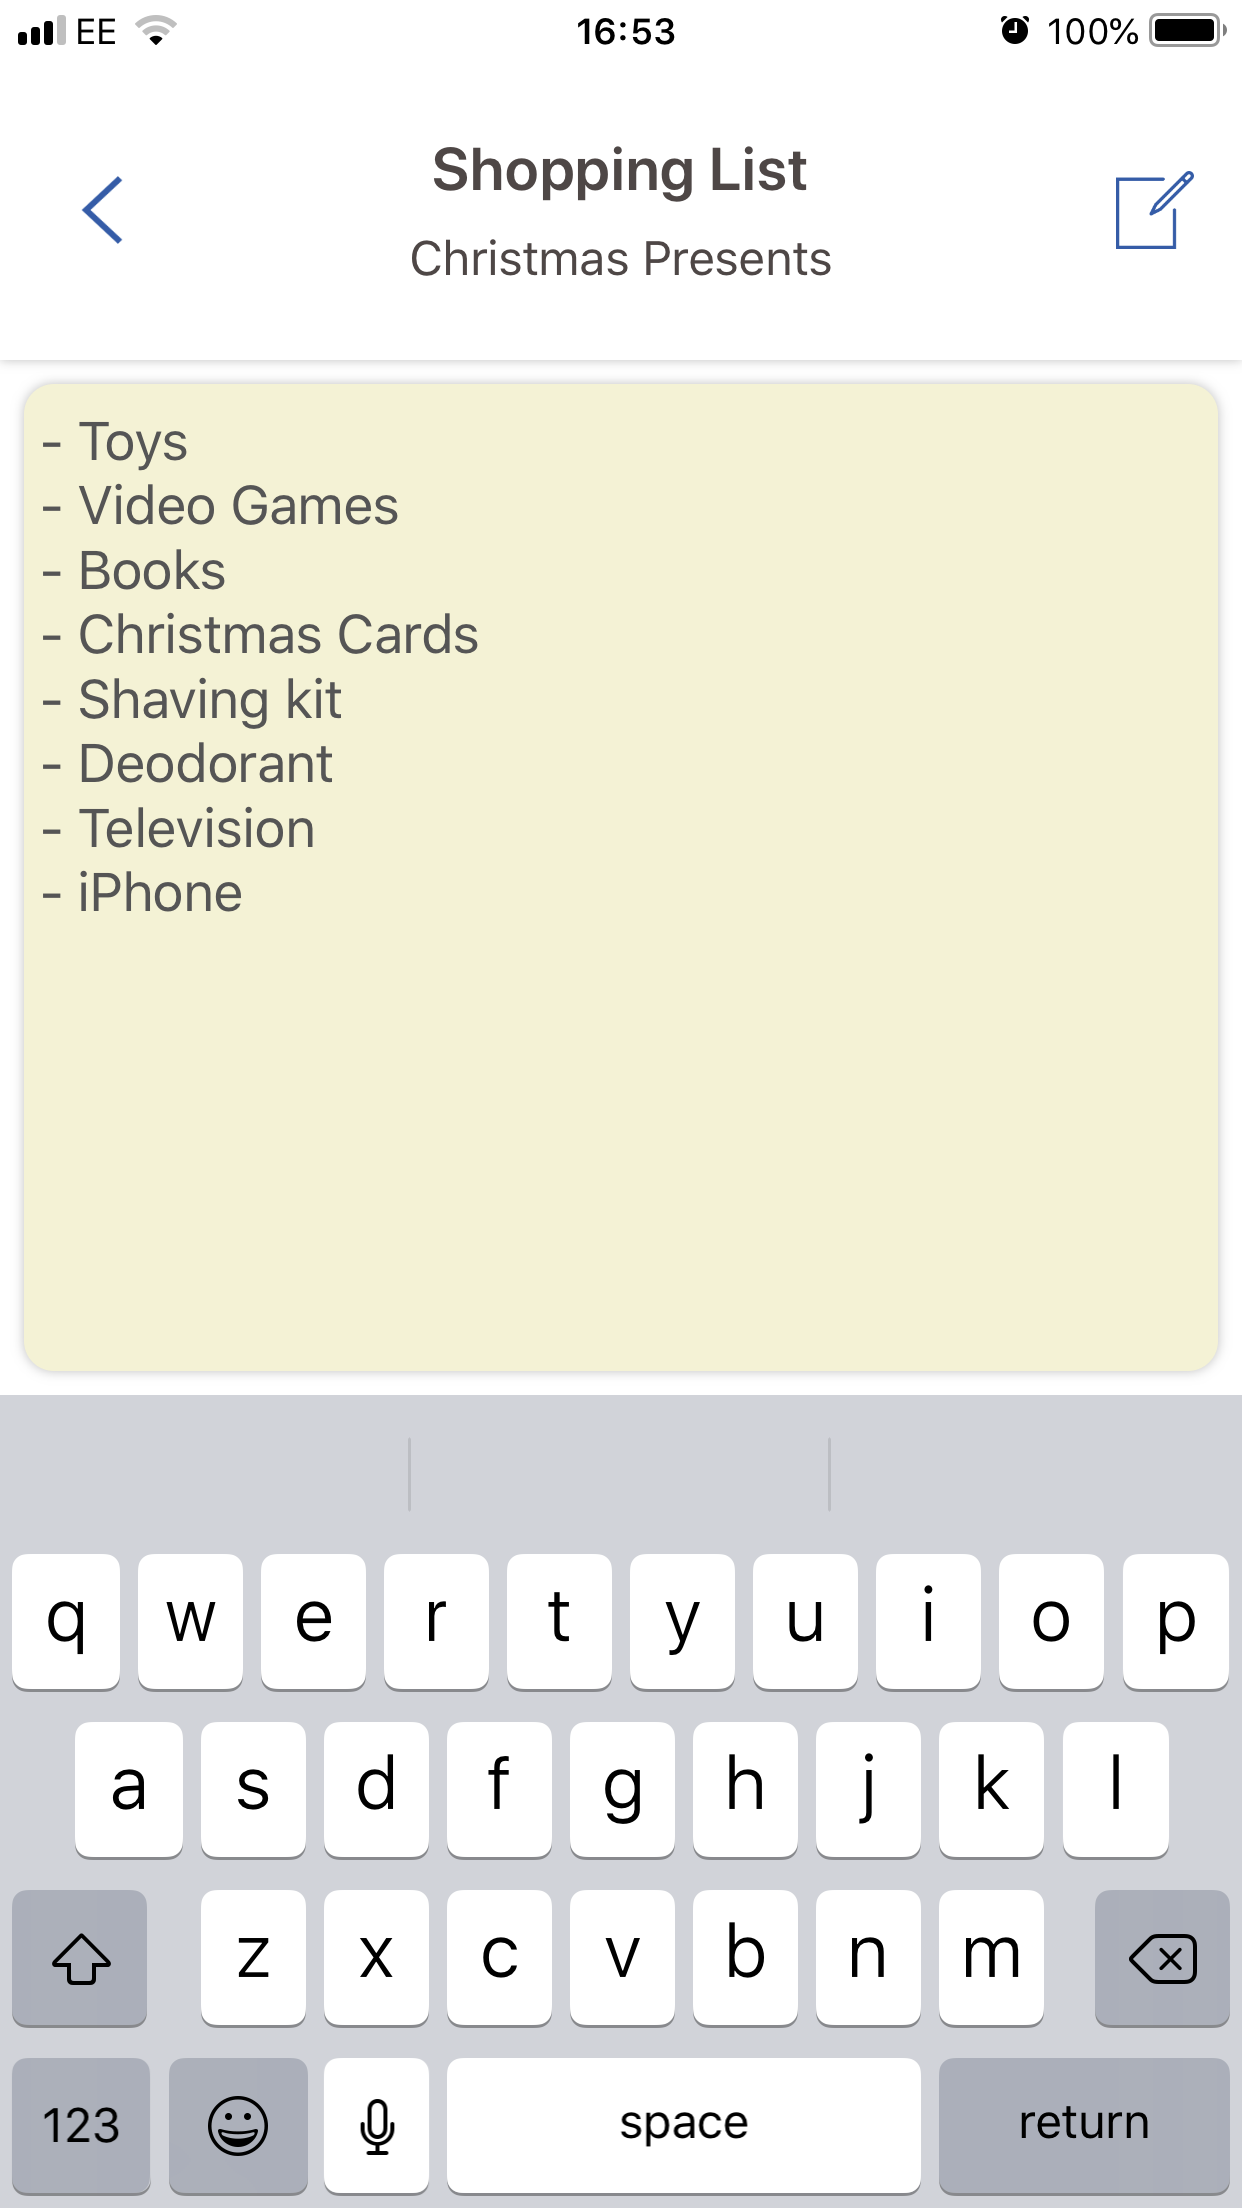 EE 16:53 100%
Shopping List
Christmas Presents
- Toys
- Video Games
- Books
- Christmas Cards
- Shaving kit
- Deodorant
- Television
- iPhone
q w e r t y u i o p
a s d f g h j k l
z x c v b n m
123 space return